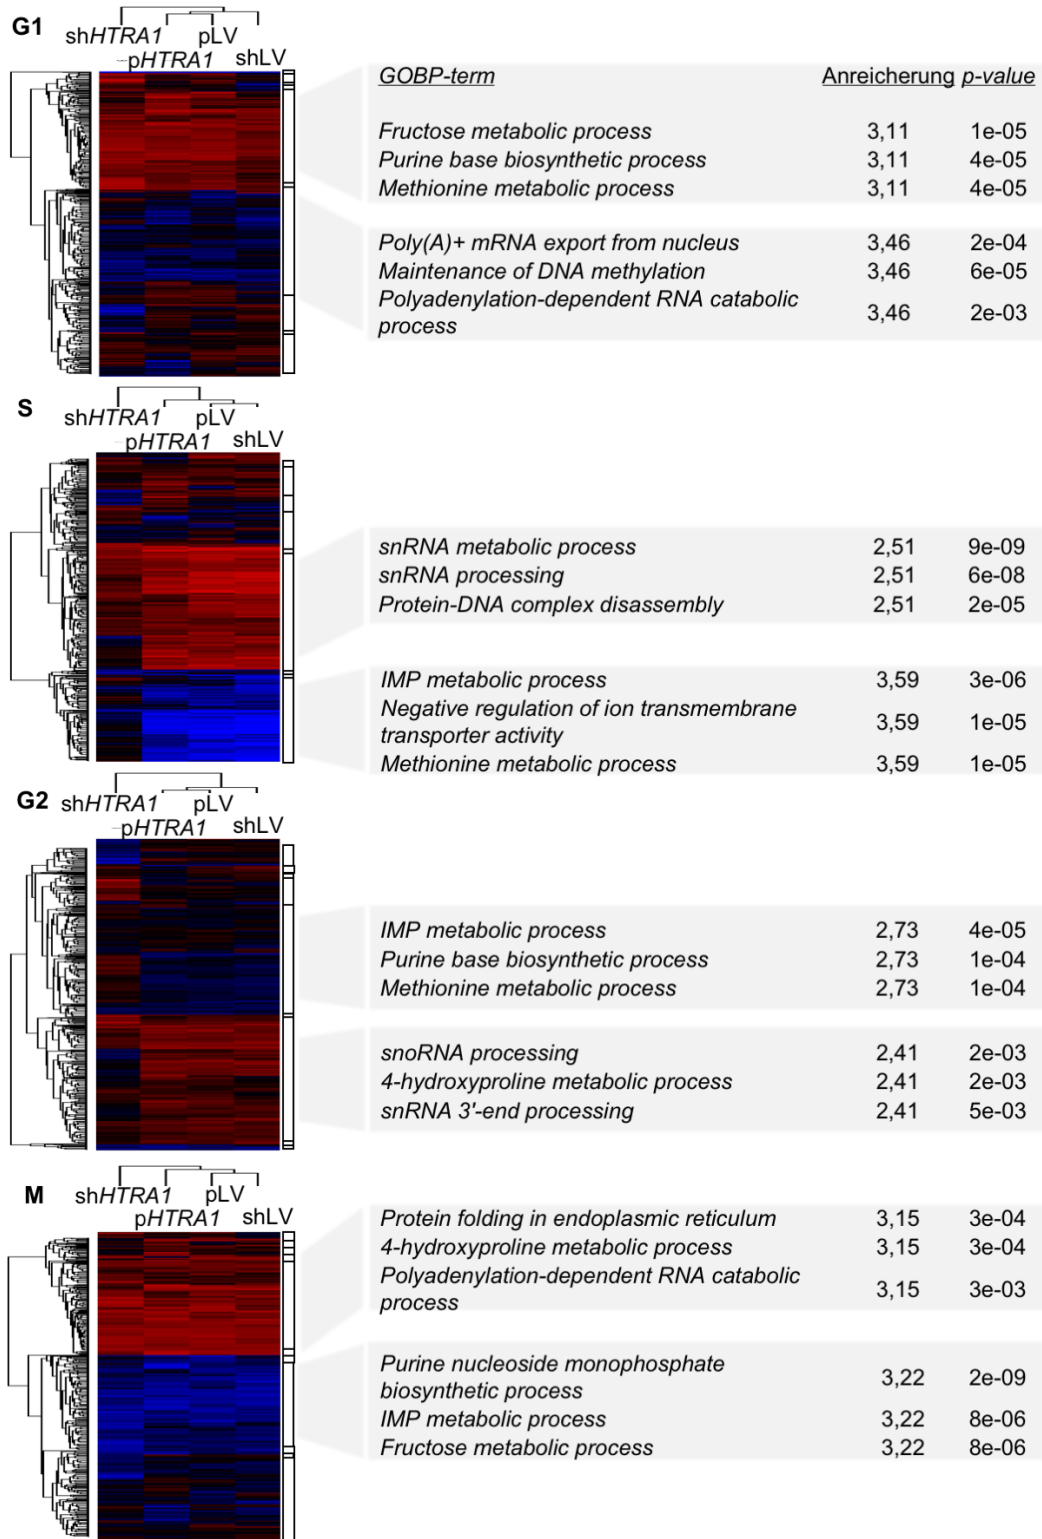 G1
shHTRA1 pLV
pHTRA1 shLV
GOBP-term Anreicherung p-value
Fructose metabolic process 3,11 1e-05
Purine base biosynthetic process 3,11 4e-05
Methionine metabolic process 3,11 4e-05
Poly(A)+ mRNA export from nucleus 3,46 2e-04
Maintenance of DNA methylation 3,46 6e-05
Polyadenylation-dependent RNA catabolic
process 3,46 2e-03
S
shHTRA1 pLV
pHTRA1 shLV
snRNA metabolic process 2,51 9e-09
snRNA processing 2,51 6e-08
Protein-DNA complex disassembly 2,51 2e-05
IMP metabolic process 3,59 3e-06
Negative regulation of ion transmembrane
transporter activity 3,59 1e-05
Methionine metabolic process 3,59 1e-05
G2
shHTRA1 pLV
pHTRA1 shLV
IMP metabolic process 2,73 4e-05
Purine base biosynthetic process 2,73 1e-04
Methionine metabolic process 2,73 1e-04
snoRNA processing 2,41 2e-03
4-hydroxyproline metabolic process 2,41 2e-03
snRNA 3'-end processing 2,41 5e-03
M
shHTRA1 pLV
pHTRA1 shLV
Protein folding in endoplasmic reticulum 3,15 3e-04
4-hydroxyproline metabolic process 3,15 3e-04
Polyadenylation-dependent RNA catabolic
process 3,15 3e-03
Purine nucleoside monophosphate
biosynthetic process 3,22 2e-09
IMP metabolic process 3,22 8e-06
Fructose metabolic process 3,22 8e-06